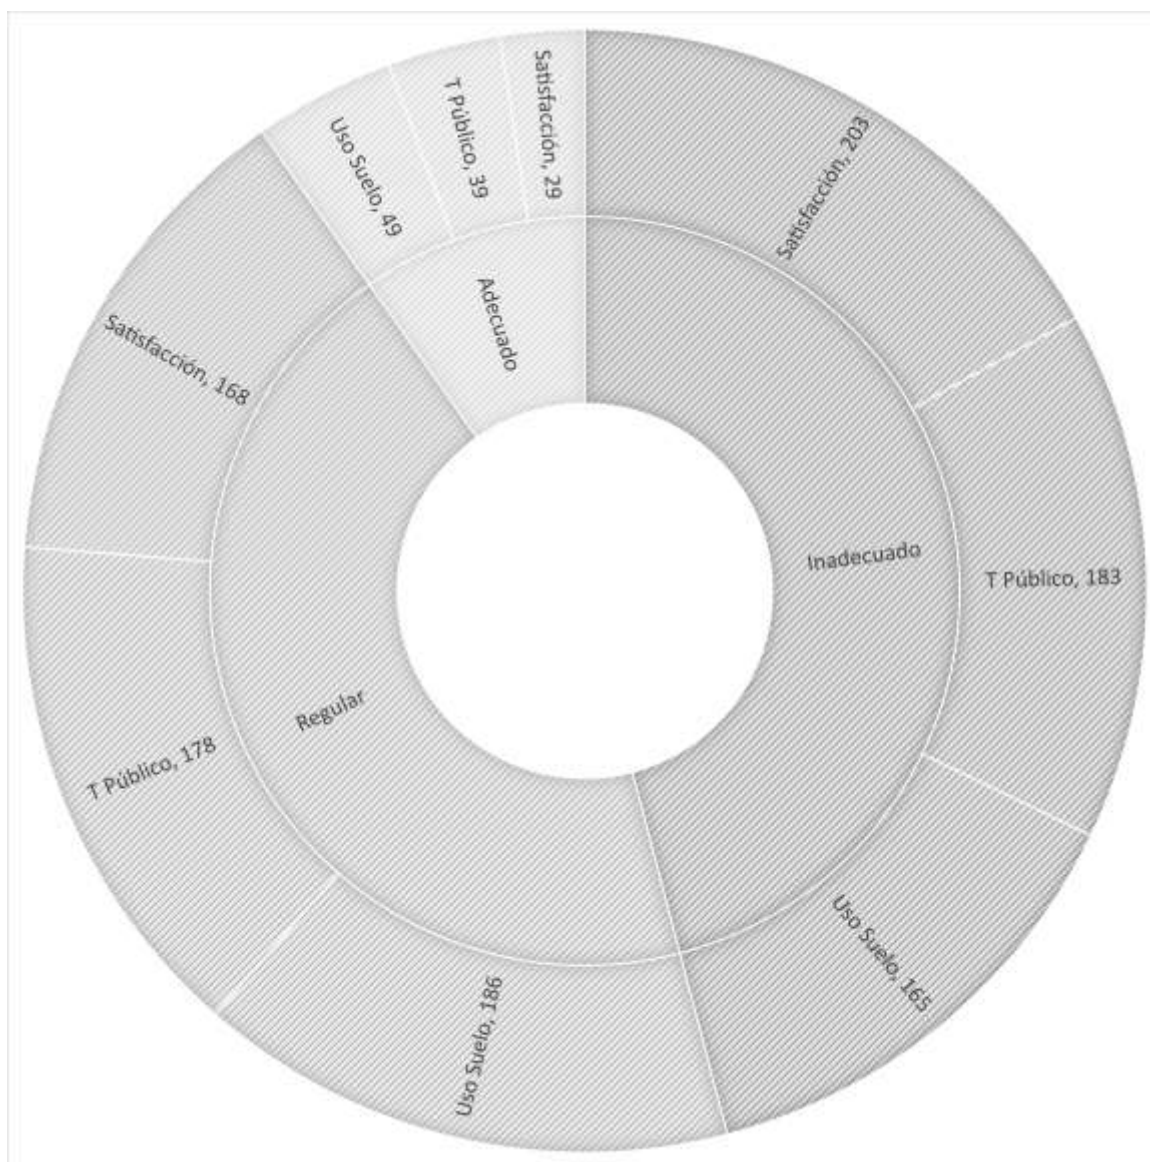 Satisfacción, 203
T Público, 183
Uso Suelo, 165
Inadecuado
Uso Suelo, 186
T Público, 178
Satisfacción, 168
Regular
Uso Suelo, 49
T Público, 39
Satisfacción, 29
Adecuado